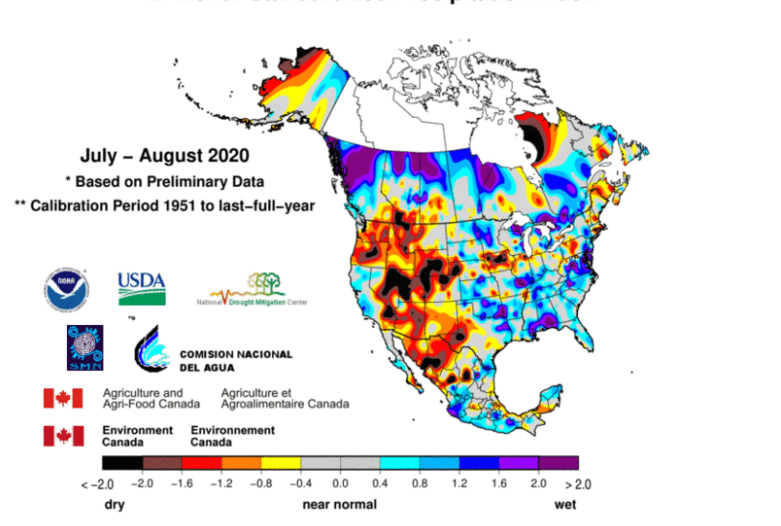 July – August 2020
* Based on Preliminary Data
** Calibration Period 1951 to last–full–year
NOAA
USDA
National Drought Mitigation Center
SMN
COMISION NACIONAL
DEL AGUA
Agriculture and Agriculture et
Agri-Food Canada Agroalimentaire Canada
Environment Environnement
Canada Canada
< –2.0 –2.0 –1.6 –1.2 –0.8 –0.4 0.0 0.4 0.8 1.2 1.6 2.0 > 2.0
dry near normal wet